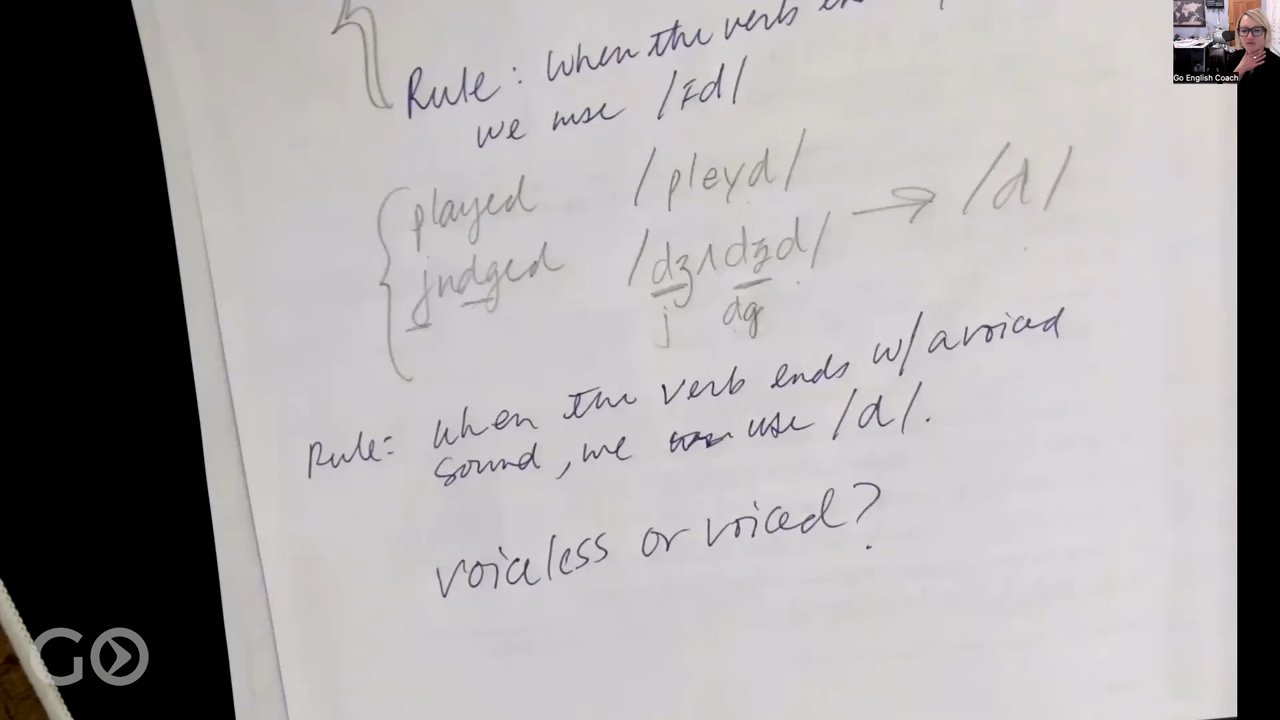 Rule: when the verb
we use /ɪd/
played /pleyd/
judged /dʒʌdʒd/ → /d/
j dg
Rule: when the verb ends w/ a voiced
sound, we use /d/.
voiceless or voiced?
Go English Coach
GO